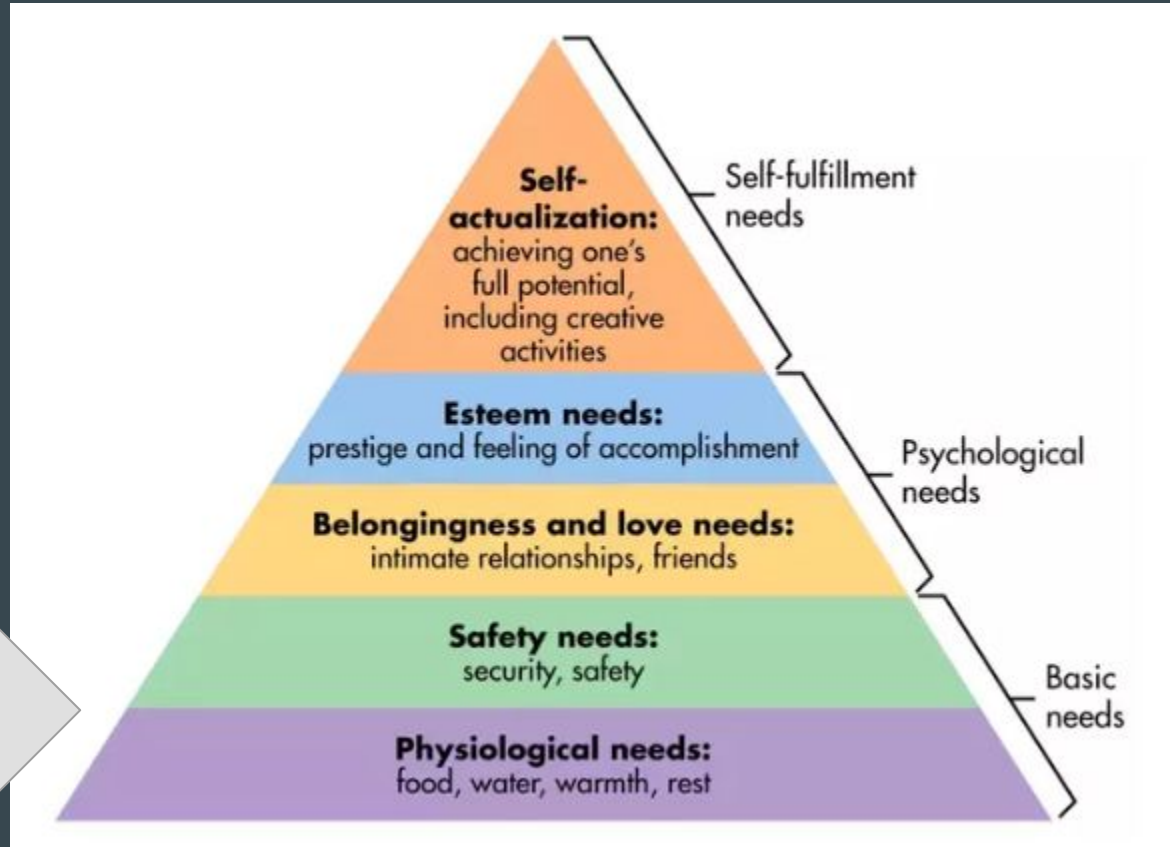 Self-
actualization:
achieving one's
full potential,
including creative
activities
Self-fulfillment
needs
Esteem needs:
prestige and feeling of accomplishment
Psychological
needs
Belongingness and love needs:
intimate relationships, friends
Safety needs:
security, safety
Basic
needs
Physiological needs:
food, water, warmth, rest